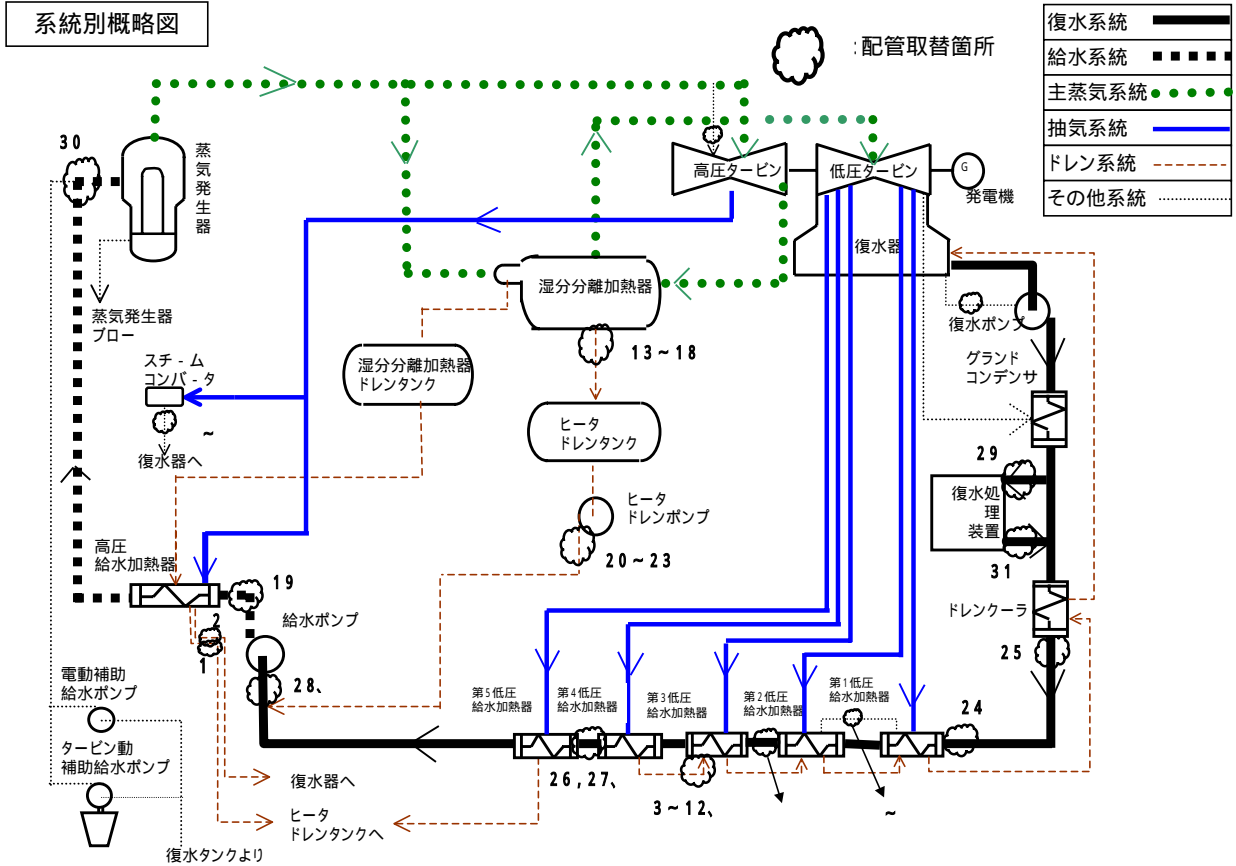 系統別概略図
:配管取替箇所
復水系統
給水系統
主蒸気系統
抽気系統
ドレン系統
その他系統
30
蒸気発生器
高圧タービン
低圧タービン
G
発電機
復水器
湿分分離加熱器
復水ポンプ
蒸気発生器
ブロー
13~18
グランド
コンデンサ
スチ-ム
コンバ-タ
湿分分離加熱器
ドレンタンク
~
復水器へ
ヒータ
ドレンタンク
29
復水処
理
装置
ヒータ
ドレンポンプ
高圧
給水加熱器
20~23
31
19
ドレンクーラ
給水ポンプ
2
1
25
電動補助
給水ポンプ
28、
第5低圧
給水加熱器
第4低圧
給水加熱器
第3低圧
給水加熱器
第2低圧
給水加熱器
第1低圧
給水加熱器
24
タービン動
補助給水ポンプ
復水器へ
26,27、
3~12、
~
ヒータ
ドレンタンクへ
復水タンクより